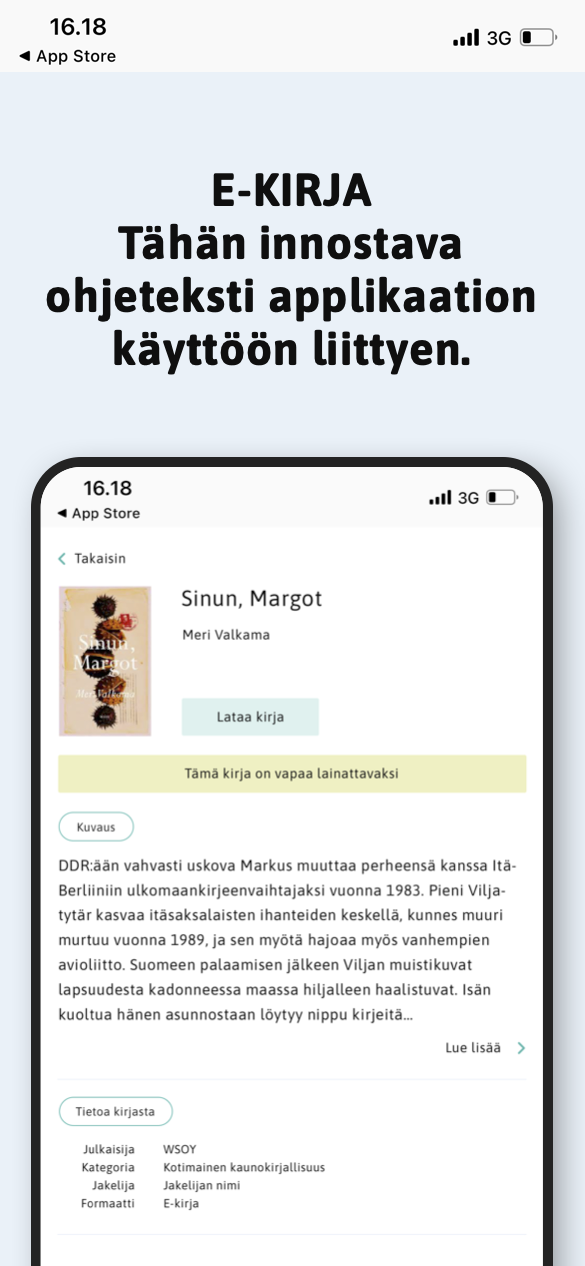 16.18
3G
◀ App Store
E-KIRJA
Tähän innostava
ohjeteksti applikaation
käyttöön liittyen.
16.18
3G
◀ App Store
Takaisin
Sinun,
Margot
Meri Valkama
Sinun, Margot
Meri Valkama
Lataa kirja
Tämä kirja on vapaa lainattavaksi
Kuvaus
DDR:ään vahvasti uskova Markus muuttaa perheensä kanssa Itä-
Berliiniin ulkomaankirjeenvaihtajaksi vuonna 1983. Pieni Vilja-
tytär kasvaa itäsaksalaisten ihanteiden keskellä, kunnes muuri
murtuu vuonna 1989, ja sen myötä hajoaa myös vanhempien
avioliitto. Suomeen palaamisen jälkeen Viljan muistikuvat
lapsuudesta kadonneessa maassa hiljalleen haalistuvat. Isän
kuoltua hänen asunnostaan löytyy nippu kirjeitä...
Lue lisää
Tietoa kirjasta
Julkaisija WSOY
Kategoria Kotimainen kaunokirjallisuus
Jakelija Jakelijan nimi
Formaatti E-kirja